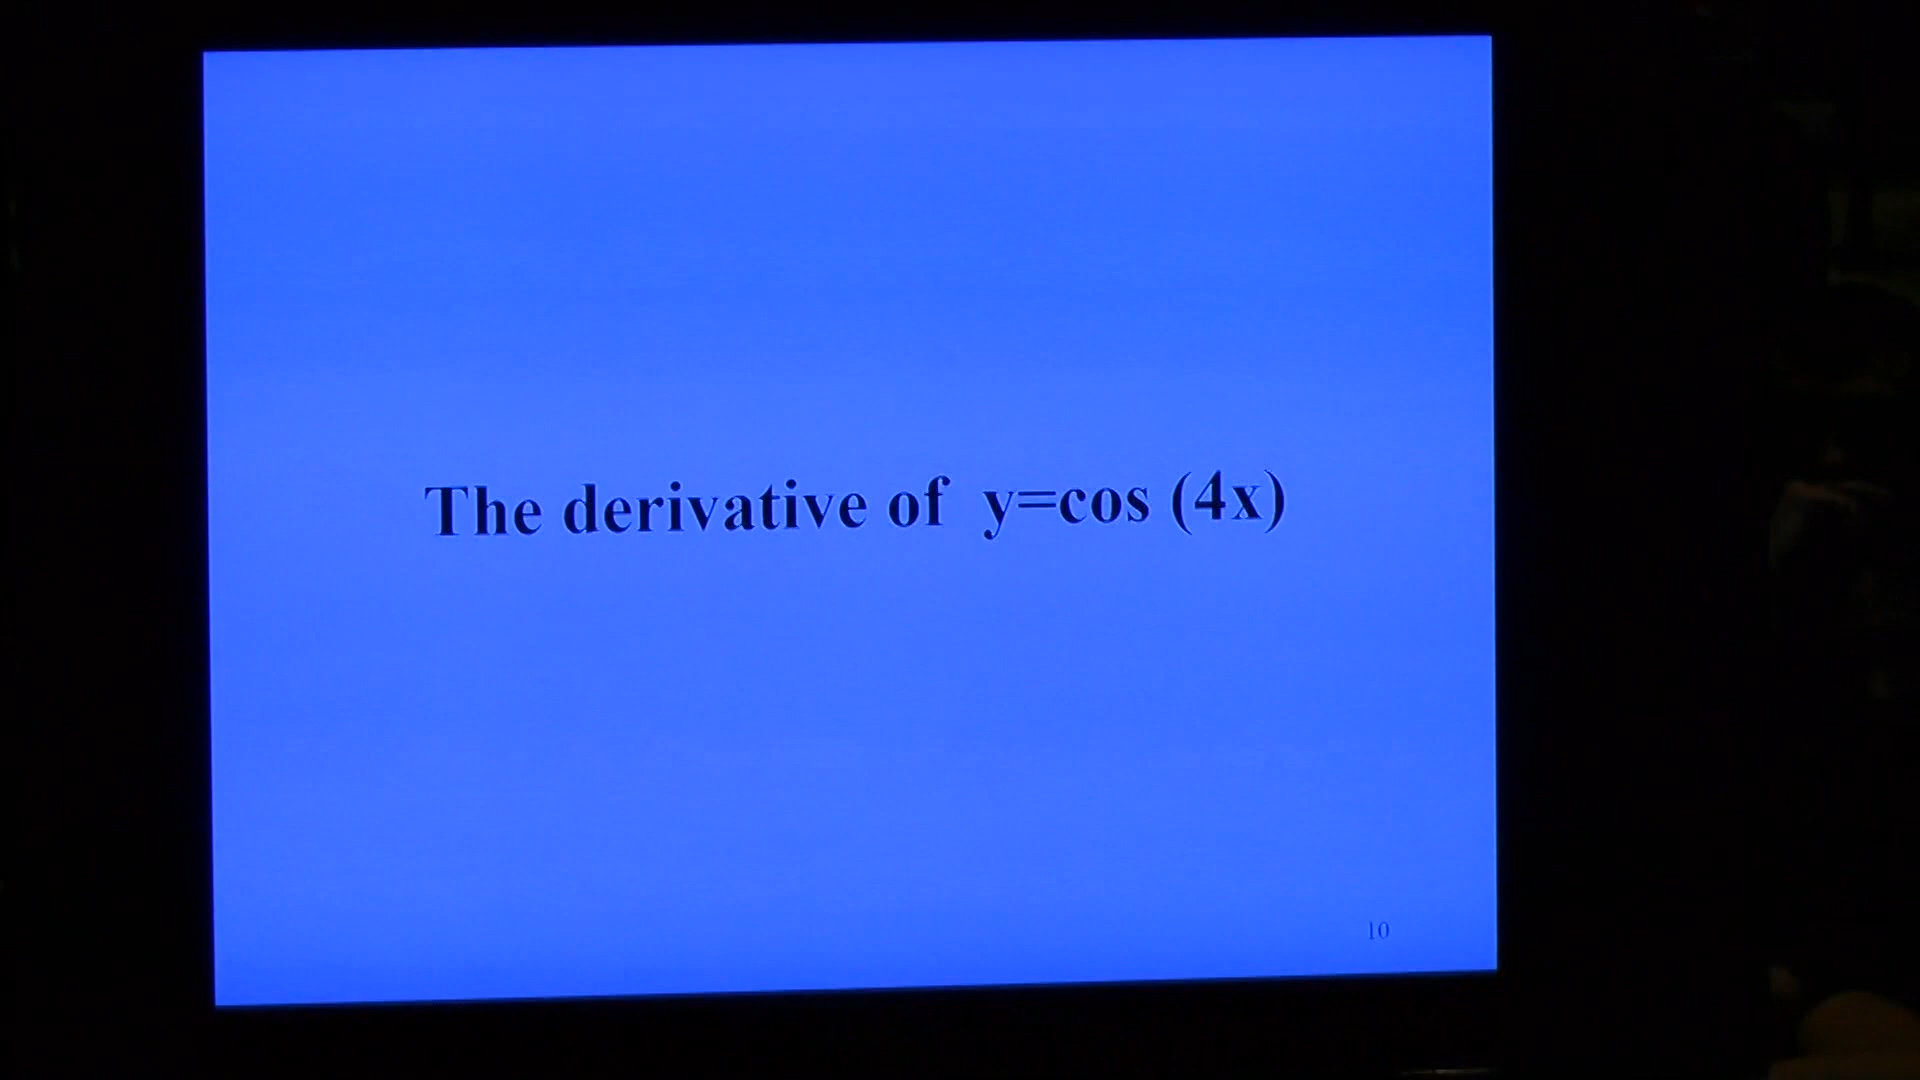 The derivative of y=cos (4x)
10